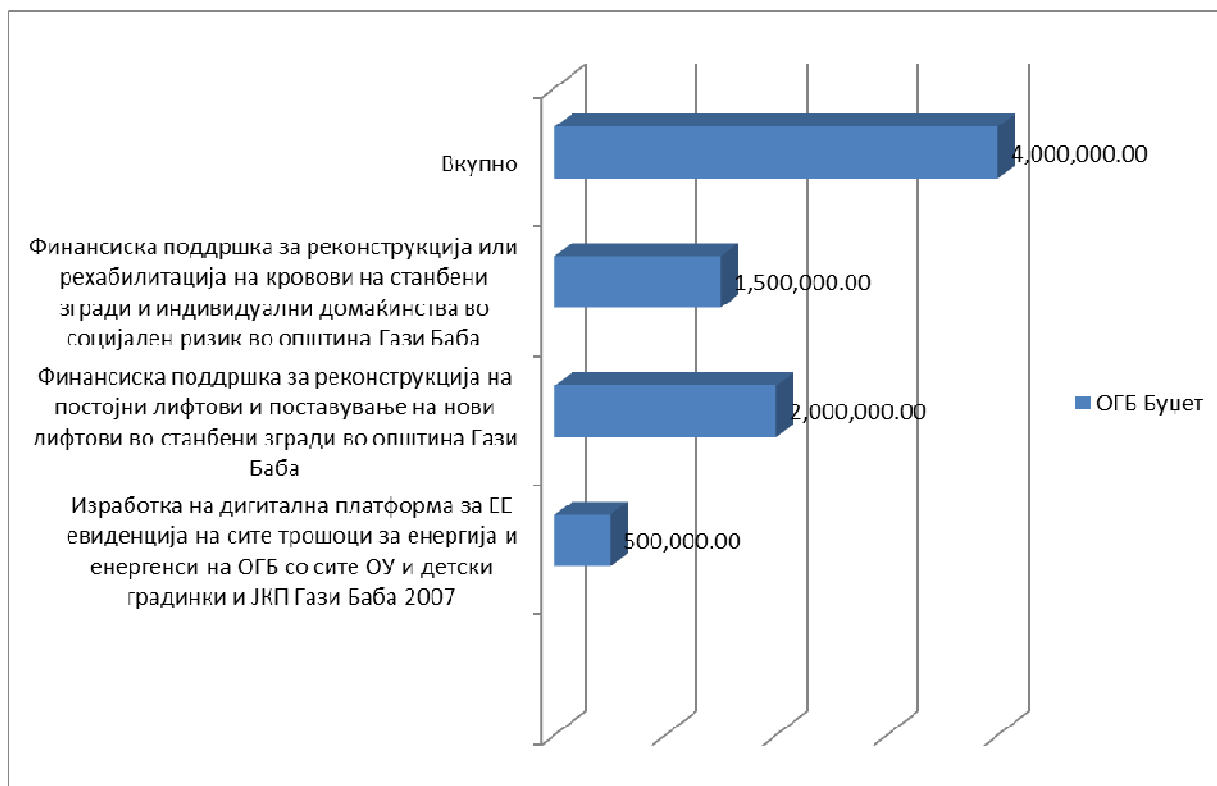 Вкупно
4,000,000.00
Финансиска поддршка за реконструкција или
рехабилитација на кровови на станбени
згради и индивидуални домаќинства во
социјален ризик во општина Гази Баба
1,500,000.00
Финансиска поддршка за реконструкција на
постојни лифтови и поставување на нови
лифтови во станбени згради во општина Гази
Баба
2,000,000.00
Изработка на дигитална платформа за ЕЕ
евиденција на сите трошоци за енергија и
енергенси на ОГБ со сите ОУ и детски
градинки и ЈКП Гази Баба 2007
500,000.00
ОГБ Буџет